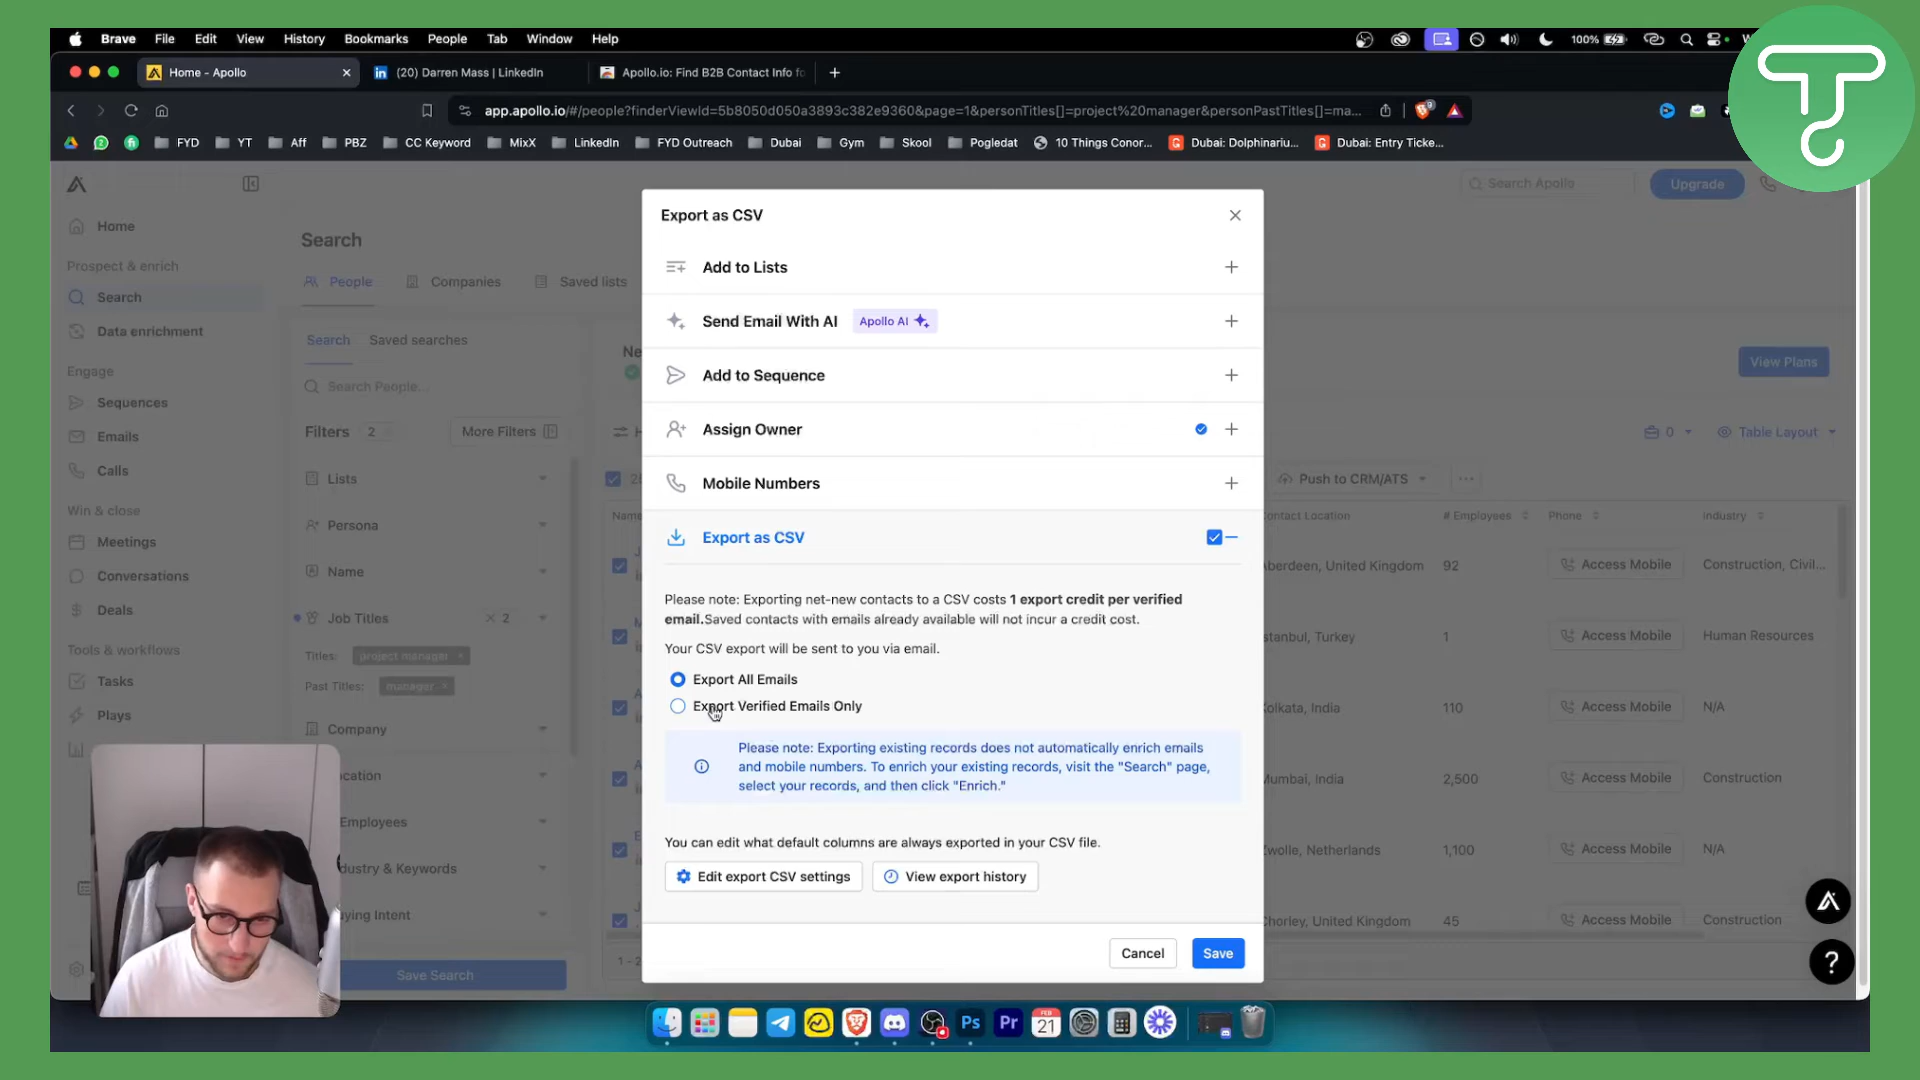 Brave File Edit View History Bookmarks People Tab Window Help
100%
Home - Apollo
(20) Darren Mass | LinkedIn
Apollo.io: Find B2B Contact Info fo
app.apollo.io/#/people?finderViewId=5b8050d050a3893c382e9360&page=1&personTitles[]=project%20manager&personPastTitles[]=ma...
FYD YT Aff PBZ CC Keyword MixX LinkedIn FYD Outreach Dubai Gym Skool Pogledat 10 Things Conor... Dubai: Dolphinariu... Dubai: Entry Ticke...
Search Apollo
Upgrade
Home
Prospect & enrich
Search
Data enrichment
Engage
Sequences
Emails
Calls
Win & close
Meetings
Conversations
Deals
Tools & workflows
Tasks
Plays
Search
People
Companies
Saved lists
Search
Saved searches
Search People...
Filters 2
More Filters
Lists
Persona
Name
Job Titles
2
Titles: project manager
Past Titles: manager
Company
ocation
Employees
dustry & Keywords
ying Intent
Save Search
Ne
View Plans
0
Table Layout
Push to CRM/ATS
Name
ontact Location
# Employees
Phone
Industry
Aberdeen, United Kingdom 92 Access Mobile Construction, Civil...
stanbul, Turkey 1 Access Mobile Human Resources
Kolkata, India 110 Access Mobile N/A
Mumbai, India 2,500 Access Mobile Construction
Zwolle, Netherlands 1,100 Access Mobile N/A
Chorley, United Kingdom 45 Access Mobile Construction
Export as CSV
Add to Lists
Send Email With AI
Apollo AI
Add to Sequence
Assign Owner
Mobile Numbers
Export as CSV
Please note: Exporting net-new contacts to a CSV costs 1 export credit per verified
email.Saved contacts with emails already available will not incur a credit cost.
Your CSV export will be sent to you via email.
Export All Emails
Export Verified Emails Only
Please note: Exporting existing records does not automatically enrich emails
and mobile numbers. To enrich your existing records, visit the "Search" page,
select your records, and then click "Enrich."
You can edit what default columns are always exported in your CSV file.
Edit export CSV settings
View export history
Cancel
Save
?
Ps
Pr
FEB
21